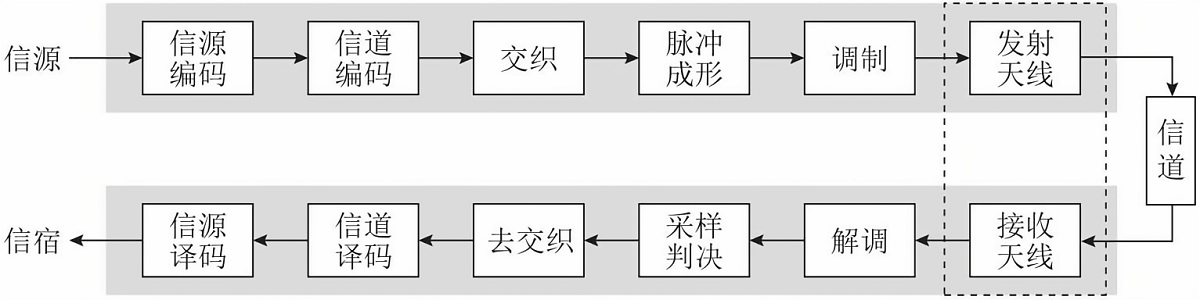 信源
信源
编码
信道
编码
交织
脉冲
成形
调制
发射
天线
信
道
信宿
信源
译码
信道
译码
去交织
采样
判决
解调
接收
天线